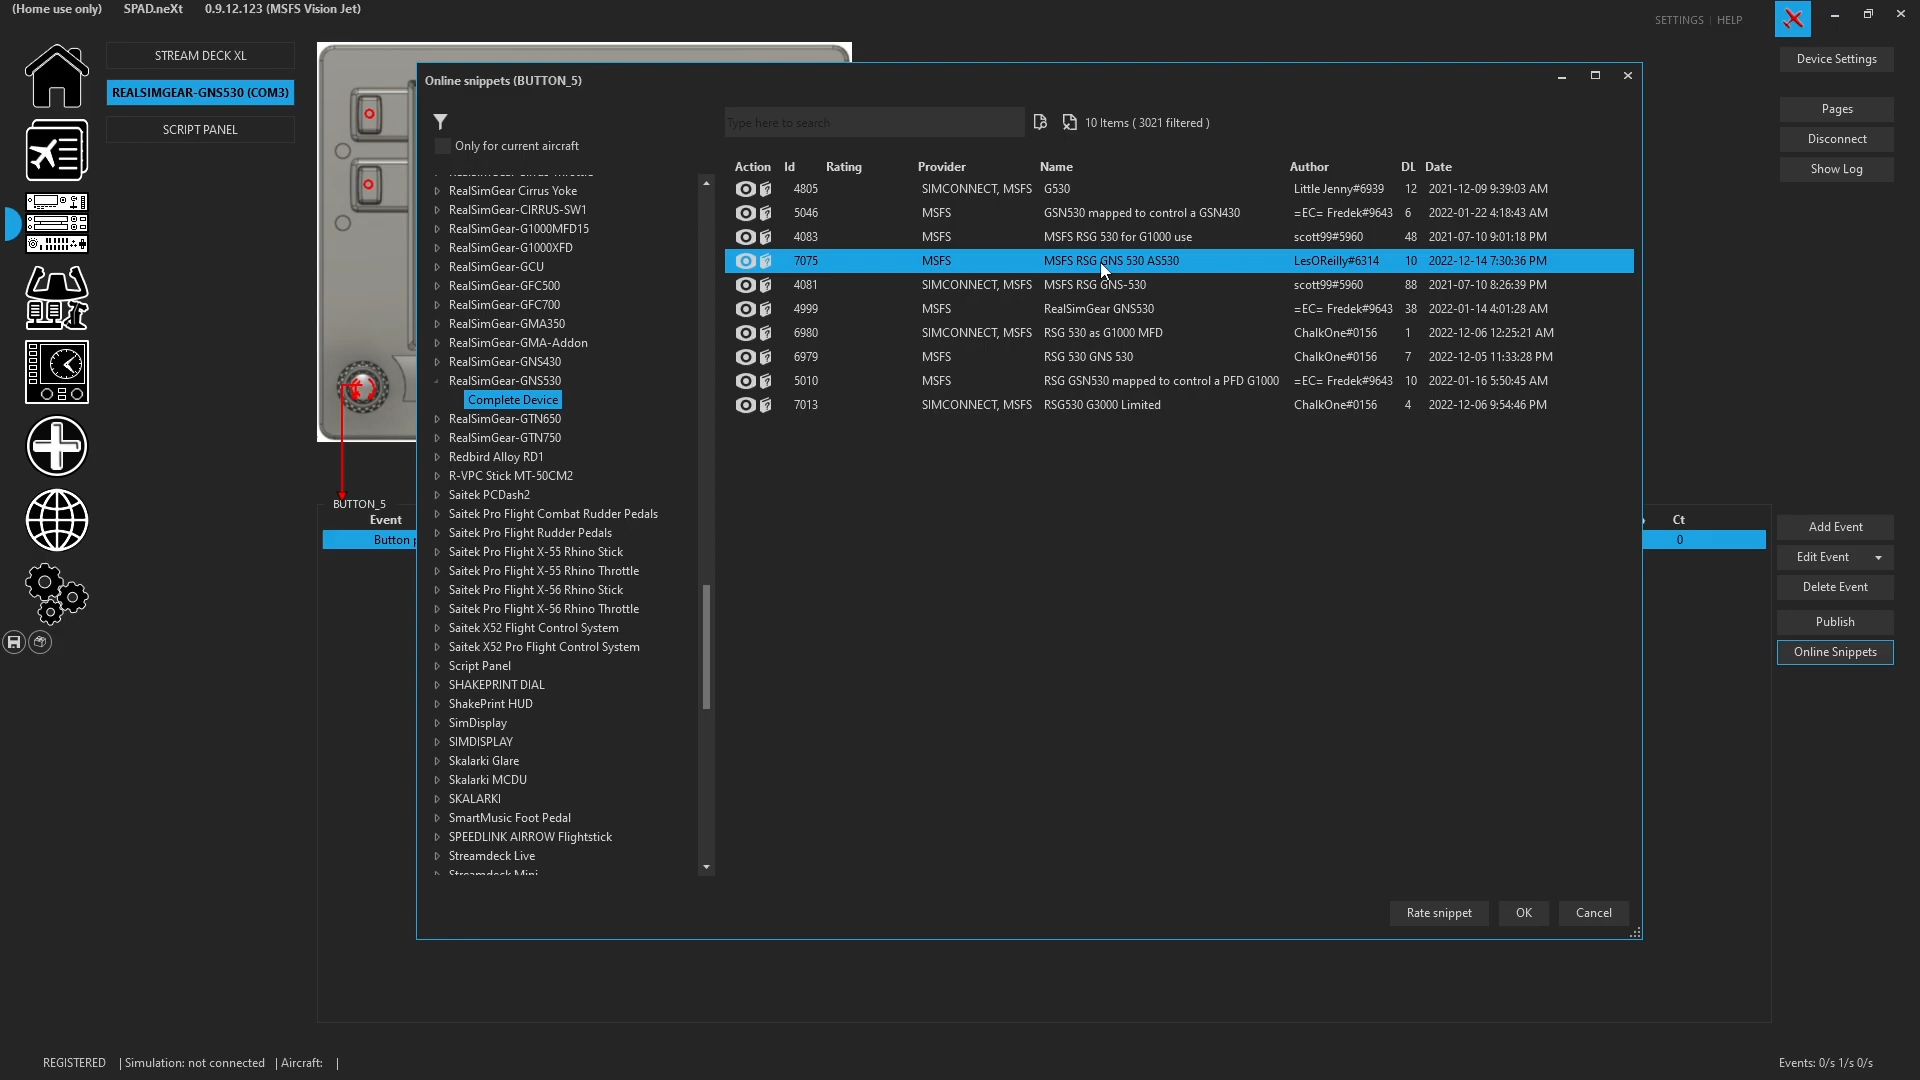 (Home use only) SPAD.neXt 0.9.12.123 (MSFS Vision Jet)
SETTINGS | HELP
STREAM DECK XL
REALSIMGEAR-GNS530 (COM3)
SCRIPT PANEL
Device Settings
Pages
Disconnect
Show Log
Online snippets (BUTTON_5)
Only for current aircraft
Type here to search
10 Items ( 3021 filtered )
RealSimGear Cirrus Yoke
RealSimGear-CIRRUS-SW1
RealSimGear-G1000MFD15
RealSimGear-G1000XFD
RealSimGear-GCU
RealSimGear-GFC500
RealSimGear-GFC700
RealSimGear-GMA350
RealSimGear-GMA-Addon
RealSimGear-GNS430
RealSimGear-GNS530
Complete Device
RealSimGear-GTN650
RealSimGear-GTN750
Redbird Alloy RD1
R-VPC Stick MT-50CM2
Saitek PCDash2
Saitek Pro Flight Combat Rudder Pedals
Saitek Pro Flight Rudder Pedals
Saitek Pro Flight X-55 Rhino Stick
Saitek Pro Flight X-55 Rhino Throttle
Saitek Pro Flight X-56 Rhino Stick
Saitek Pro Flight X-56 Rhino Throttle
Saitek X52 Flight Control System
Saitek X52 Pro Flight Control System
Script Panel
SHAKEPRINT DIAL
ShakePrint HUD
SimDisplay
SIMDISPLAY
Skalarki Glare
Skalarki MCDU
SKALARKI
SmartMusic Foot Pedal
SPEEDLINK AIRROW Flightstick
Streamdeck Live
Streamdeck Mini
Action Id Rating Provider Name Author DL Date
4805 SIMCONNECT, MSFS G530 Little Jenny#6939 12 2021-12-09 9:39:03 AM
5046 MSFS GSN530 mapped to control a GSN430 =EC= Fredek#9643 6 2022-01-22 4:18:43 AM
4083 MSFS MSFS RSG 530 for G1000 use scott99#5960 48 2021-07-10 9:01:18 PM
7075 MSFS MSFS RSG GNS 530 AS530 LesOReilly#6314 10 2022-12-14 7:30:36 PM
4081 SIMCONNECT, MSFS MSFS RSG GNS-530 scott99#5960 88 2021-07-10 8:26:39 PM
4999 MSFS RealSimGear GNS530 =EC= Fredek#9643 38 2022-01-14 4:01:28 AM
6980 SIMCONNECT, MSFS RSG 530 as G1000 MFD ChalkOne#0156 1 2022-12-06 12:25:21 AM
6979 MSFS RSG 530 GNS 530 ChalkOne#0156 7 2022-12-05 11:33:28 PM
5010 MSFS RSG GSN530 mapped to control a PFD G1000 =EC= Fredek#9643 10 2022-01-16 5:50:45 AM
7013 SIMCONNECT, MSFS RSG530 G3000 Limited ChalkOne#0156 4 2022-12-06 9:54:46 PM
Rate snippet OK Cancel
BUTTON_5
Event Ct
Button 0
Add Event
Edit Event
Delete Event
Publish
Online Snippets
REGISTERED | Simulation: not connected | Aircraft: |
Events: 0/s 1/s 0/s